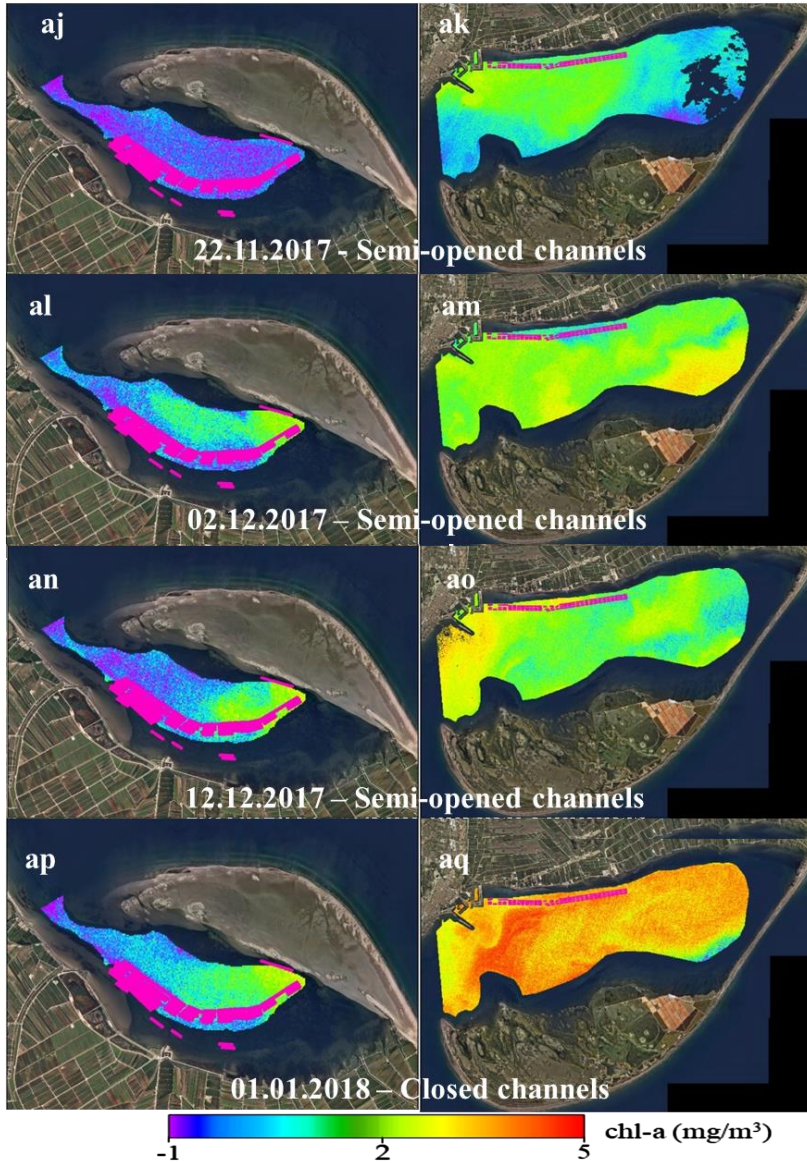 aj
ak
22.11.2017 - Semi-opened channels
al
am
02.12.2017 – Semi-opened channels
an
ao
12.12.2017 – Semi-opened channels
ap
aq
01.01.2018 – Closed channels
chl-a (mg/m³)
-1 2 5